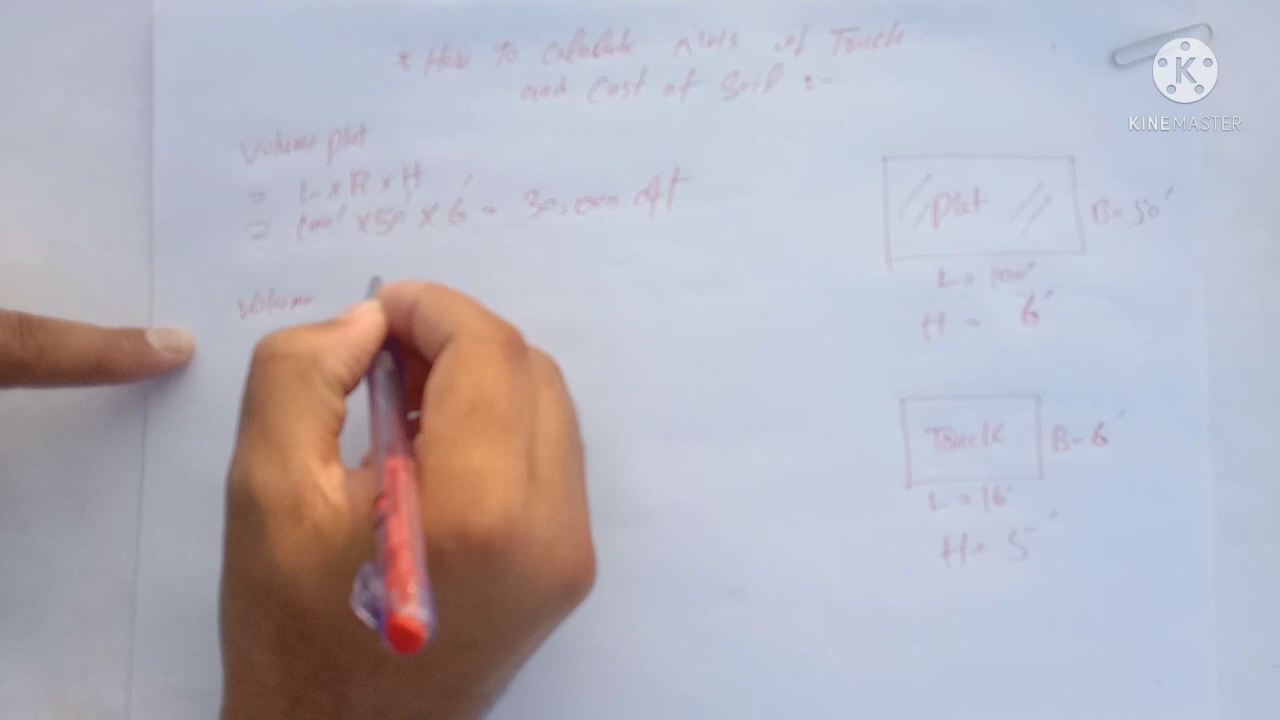 * How to calculate nos of Truck
and Cost of Soil :-
Volume plot
= L x B x H
= 100' x 50' x 6' = 30,000 cft
Volume
Plot
B = 50'
L = 100'
H = 6'
Truck
B = 6'
L = 16'
H = 5'
K
KINEMASTER